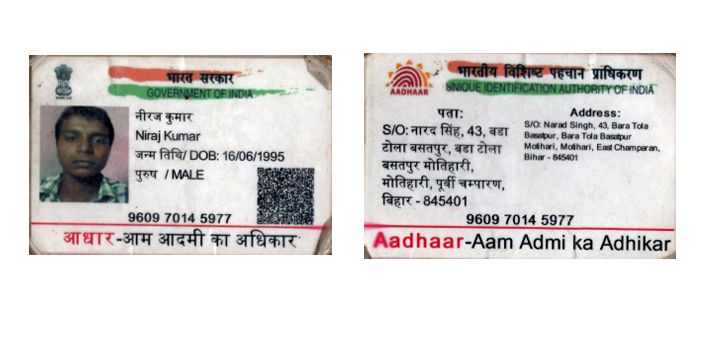 भारत सरकार
GOVERNMENT OF INDIA
नीरज कुमार
Niraj Kumar
जन्म तिथि/ DOB: 16/06/1995
पुरुष / MALE
9609 7014 5977
आधार-आम आदमी का अधिकार
भारतीय विशिष्ट पहचान प्राधिकरण
UNIQUE IDENTIFICATION AUTHORITY OF INDIA
AADHAAR
पता:
S/O: नारद सिंह, 43, बडा
टोला बसतपुर, बडा टोला
बसतपुर मोतिहारी,
मोतिहारी, पूर्वी चम्पारण,
बिहार - 845401
Address:
S/O: Narad Singh, 43, Bara Tola
Basatpur, Bara Tola Basatpur
Motihari, Motihari, East Champaran,
Bihar - 845401
9609 7014 5977
Aadhaar-Aam Admi ka Adhikar